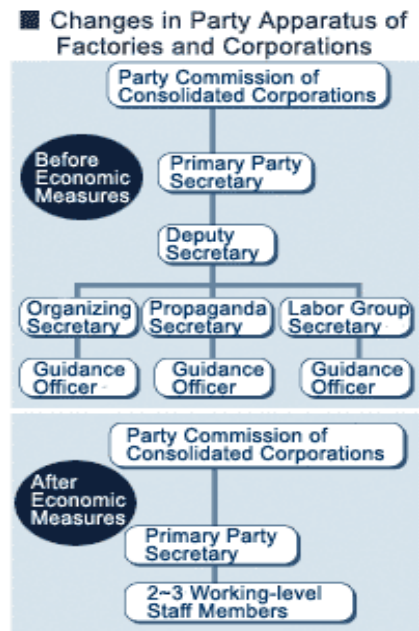 ■ Changes in Party Apparatus of
Factories and Corporations
Party Commission of
Consolidated Corporations
Before
Economic
Measures
Primary Party
Secretary
Deputy
Secretary
Organizing
Secretary
Propaganda
Secretary
Labor Group
Secretary
Guidance
Officer
Guidance
Officer
Guidance
Officer
Party Commission of
Consolidated Corporations
After
Economic
Measures
Primary Party
Secretary
2~3 Working-level
Staff Members